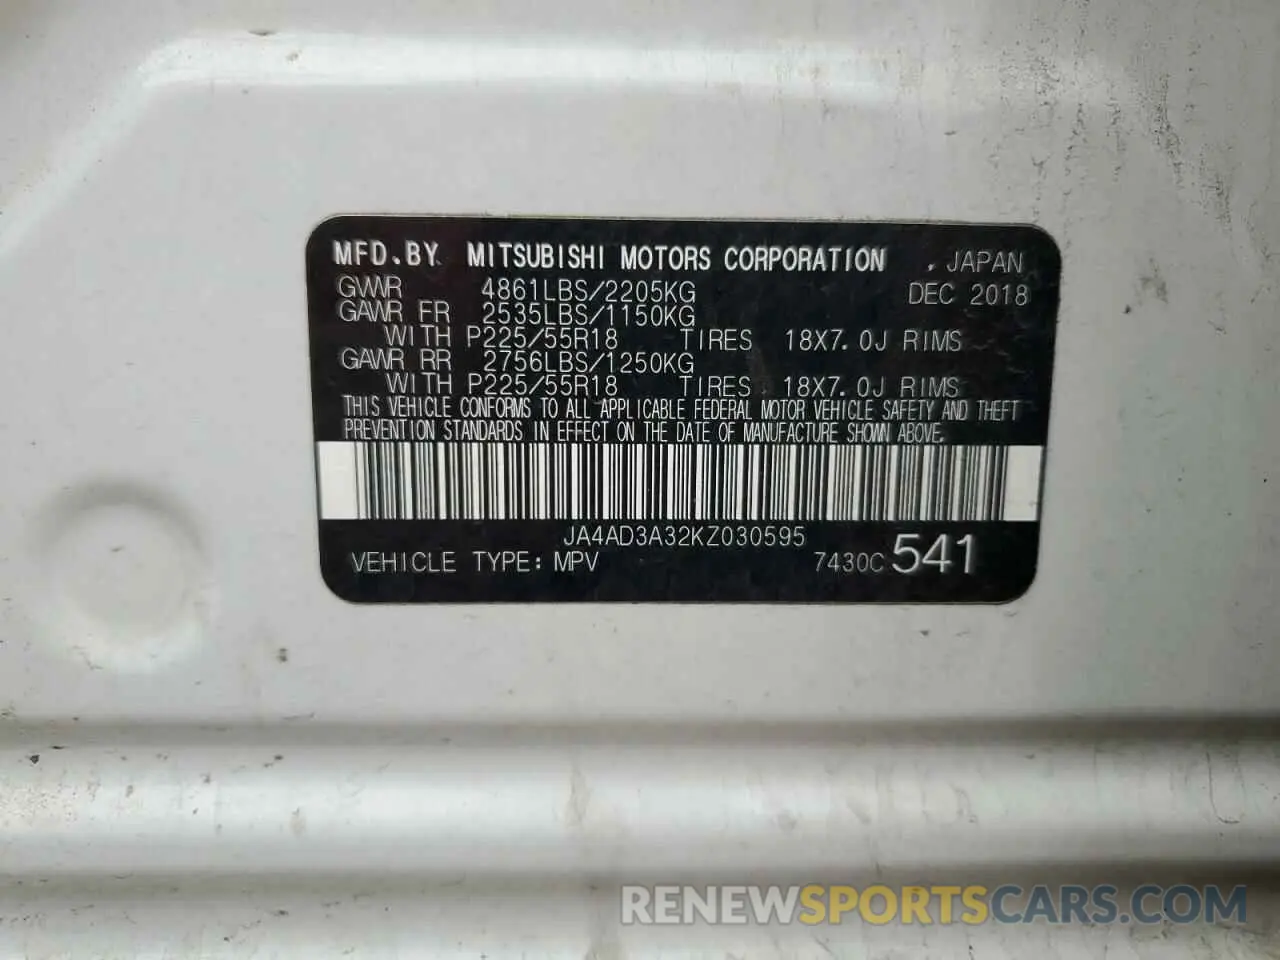 MFD.BY MITSUBISHI MOTORS CORPORATION , JAPAN
GVWR 4861LBS/2205KG DEC 2018
GAWR FR 2535LBS/1150KG
WITH P225/55R18 TIRES 18X7.0J RIMS
GAWR RR 2756LBS/1250KG
WITH P225/55R18 TIRES 18X7.0J RIMS
THIS VEHICLE CONFORMS TO ALL APPLICABLE FEDERAL MOTOR VEHICLE SAFETY AND THEFT
PREVENTION STANDARDS IN EFFECT ON THE DATE OF MANUFACTURE SHOWN ABOVE.
JA4AD3A32KZ030595
VEHICLE TYPE: MPV 7430C 541
RENEWSPORTSCARS.COM